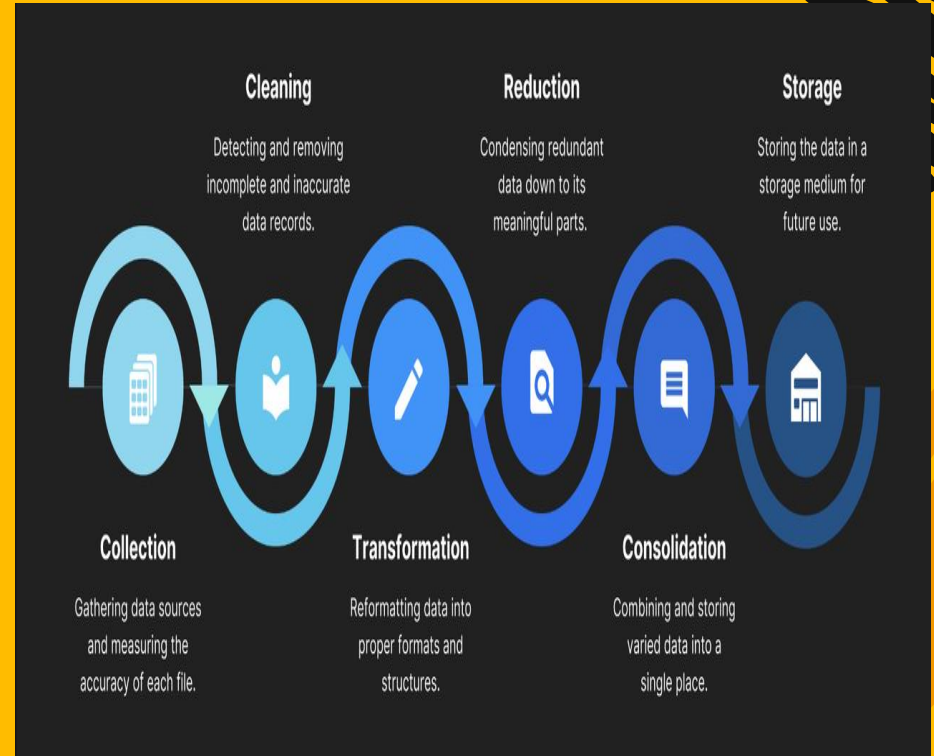 Cleaning
Detecting and removing
incomplete and inaccurate
data records.
Reduction
Condensing redundant
data down to its
meaningful parts.
Storage
Storing the data in a
storage medium for
future use.
Collection
Gathering data sources
and measuring the
accuracy of each file.
Transformation
Reformatting data into
proper formats and
structures.
Consolidation
Combining and storing
varied data into a
single place.